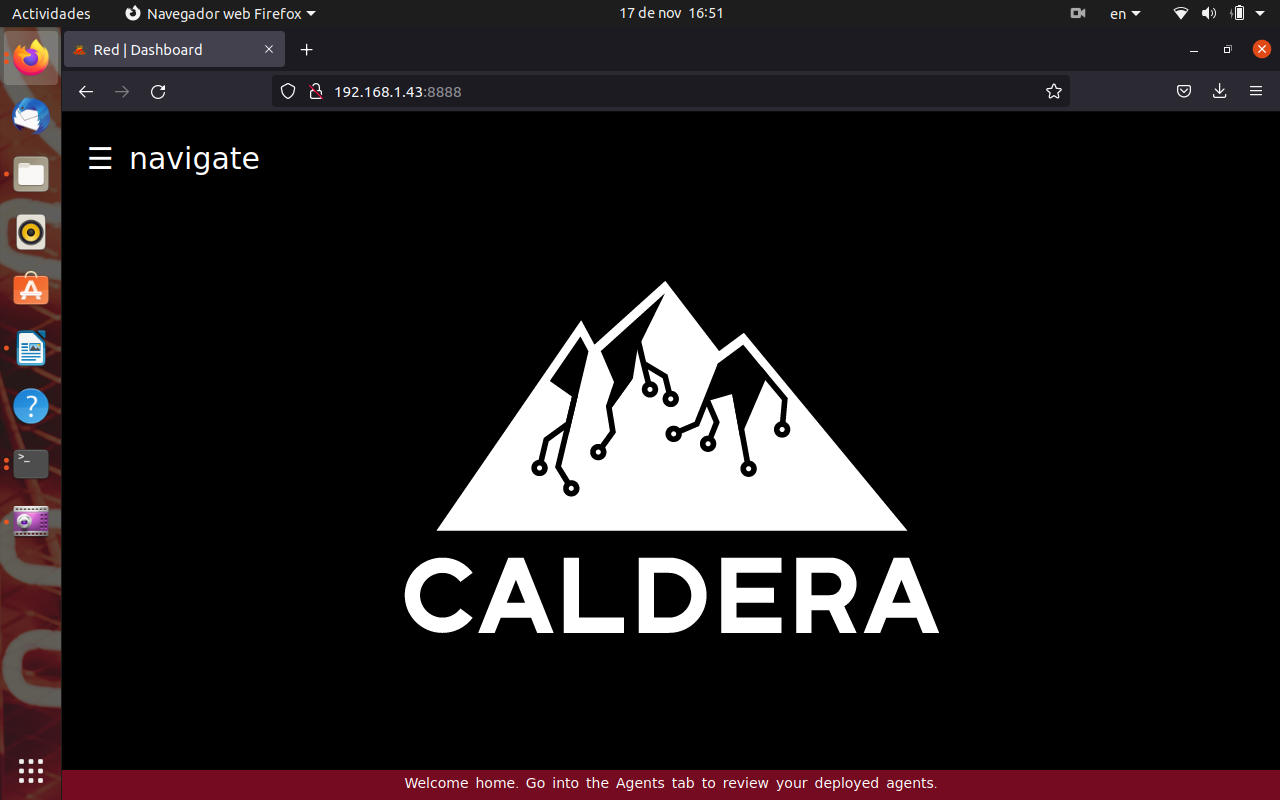 Actividades Navegador web Firefox 17 de nov 16:51 en
Red | Dashboard
192.168.1.43:8888
☰ navigate
CALDERA
Welcome home. Go into the Agents tab to review your deployed agents.